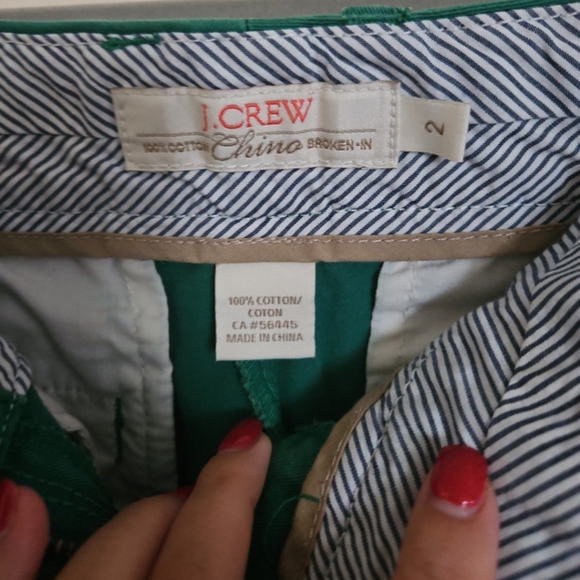 J.CREW
100% COTTON Chino BROKEN-IN
2
100% COTTON/
COTON
CA #56445
MADE IN CHINA